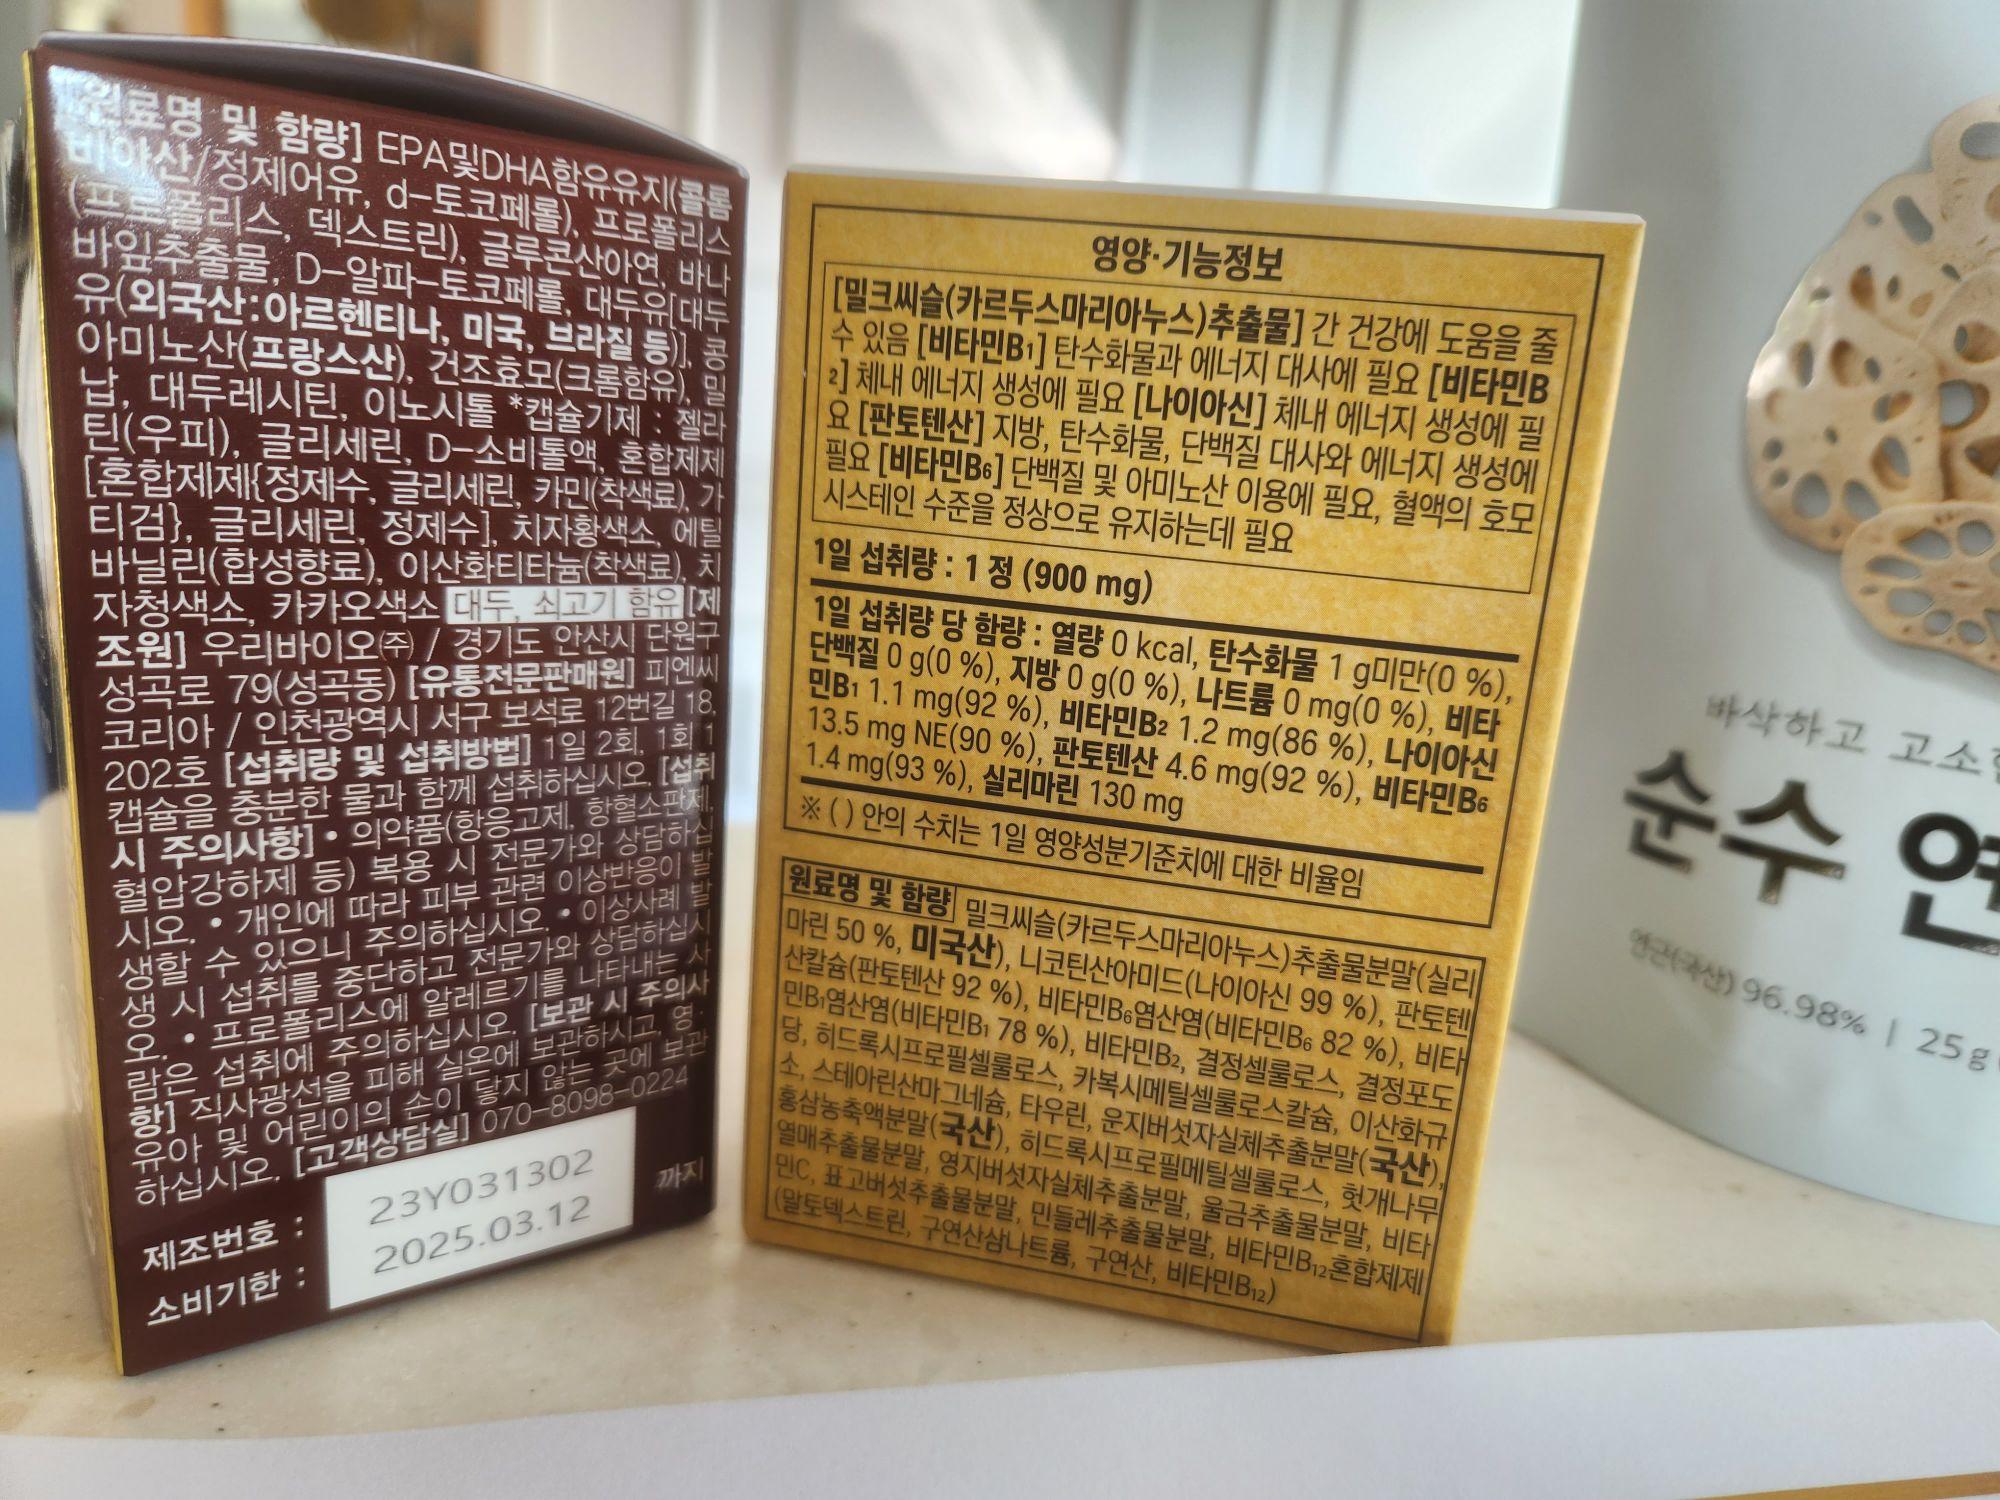 원료명 및 함량] EPA및DHA함유유지(콜롬
비아산/정제어유, d-토코페롤), 프로폴리스
(프로폴리스, 덱스트린), 글루콘산아연, 바나
바잎추출물, D-알파-토코페롤, 대두유[대두
유(외국산:아르헨티나, 미국, 브라질 등)], 콩
아미노산(프랑스산), 건조효모(크롬함유), 밀
납, 대두레시틴, 이노시톨 *캡슐기제 : 젤라
틴(우피), 글리세린, D-소비톨액, 혼합제제
[혼합제제{정제수, 글리세린, 카민(착색료), 가
티검}, 글리세린, 정제수], 치자황색소, 에틸
바닐린(합성향료), 이산화티타늄(착색료), 치
자청색소, 카카오색소 대두, 쇠고기 함유 [제
조원] 우리바이오㈜ / 경기도 안산시 단원구
성곡로 79(성곡동) [유통전문판매원] 피엔씨
코리아 / 인천광역시 서구 보석로 12번길 18,
202호 [섭취량 및 섭취방법] 1일 2회, 1회 1
캡슐을 충분한 물과 함께 섭취하십시오. [섭취
시 주의사항] • 의약품(항응고제, 항혈소판제,
혈압강하제 등) 복용 시 전문가와 상담하십
시오. • 개인에 따라 피부 관련 이상반응이 발
생할 수 있으니 주의하십시오. • 이상사례 발
생 시 섭취를 중단하고 전문가와 상담하십시
오. • 프로폴리스에 알레르기를 나타내는 사
람은 섭취에 주의하십시오. [보관 시 주의사
항] 직사광선을 피해 실온에 보관하시고, 영·
유아 및 어린이의 손이 닿지 않는 곳에 보관
하십시오. [고객상담실] 070-8098-0224
제조번호 : 23Y031302
소비기한 : 2025.03.12 까지
영양·기능정보
[밀크씨슬(카르두스마리아누스)추출물] 간 건강에 도움을 줄
수 있음 [비타민B₁] 탄수화물과 에너지 대사에 필요 [비타민B
₂] 체내 에너지 생성에 필요 [나이아신] 체내 에너지 생성에 필
요 [판토텐산] 지방, 탄수화물, 단백질 대사와 에너지 생성에
필요 [비타민B₆] 단백질 및 아미노산 이용에 필요, 혈액의 호모
시스테인 수준을 정상으로 유지하는데 필요
1일 섭취량 : 1 정 (900 mg)
1일 섭취량 당 함량 : 열량 0 kcal, 탄수화물 1 g미만(0 %),
단백질 0 g(0 %), 지방 0 g(0 %), 나트륨 0 mg(0 %), 비타
민B₁ 1.1 mg(92 %), 비타민B₂ 1.2 mg(86 %), 나이아신
13.5 mg NE(90 %), 판토텐산 4.6 mg(92 %), 비타민B₆
1.4 mg(93 %), 실리마린 130 mg
※ ( ) 안의 수치는 1일 영양성분기준치에 대한 비율임
원료명 및 함량 밀크씨슬(카르두스마리아누스)추출물분말(실리
마린 50 %, 미국산), 니코틴산아미드(나이아신 99 %), 판토텐
산칼슘(판토텐산 92 %), 비타민B₆염산염(비타민B₆ 82 %), 비타
민B₁염산염(비타민B₁ 78 %), 비타민B₂, 결정셀룰로스, 결정포도
당, 히드록시프로필셀룰로스, 카복시메틸셀룰로스칼슘, 이산화규
소, 스테아린산마그네슘, 타우린, 운지버섯자실체추출분말(국산),
홍삼농축액분말(국산), 히드록시프로필메틸셀룰로스, 헛개나무
열매추출물분말, 영지버섯자실체추출분말, 울금추출물분말, 비타
민C, 표고버섯추출물분말, 민들레추출물분말, 비타민B₁₂혼합제제
(말토덱스트린, 구연산삼나트륨, 구연산, 비타민B₁₂)
바삭하고 고소한
순수 연
연근(국산) 96.98% | 25 g